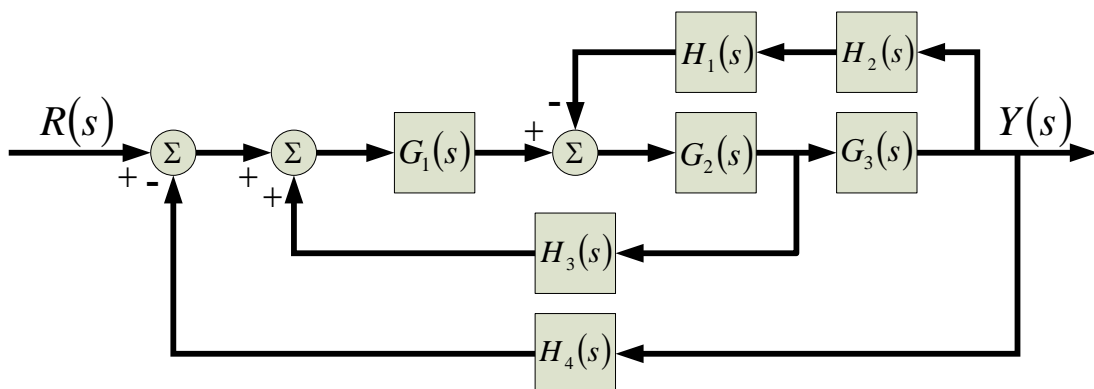 H₁(s) H₂(s)
-
R(s) Σ Σ G₁(s) + Σ G₂(s) G₃(s) Y(s)
+ - + +
H₃(s)
H₄(s)